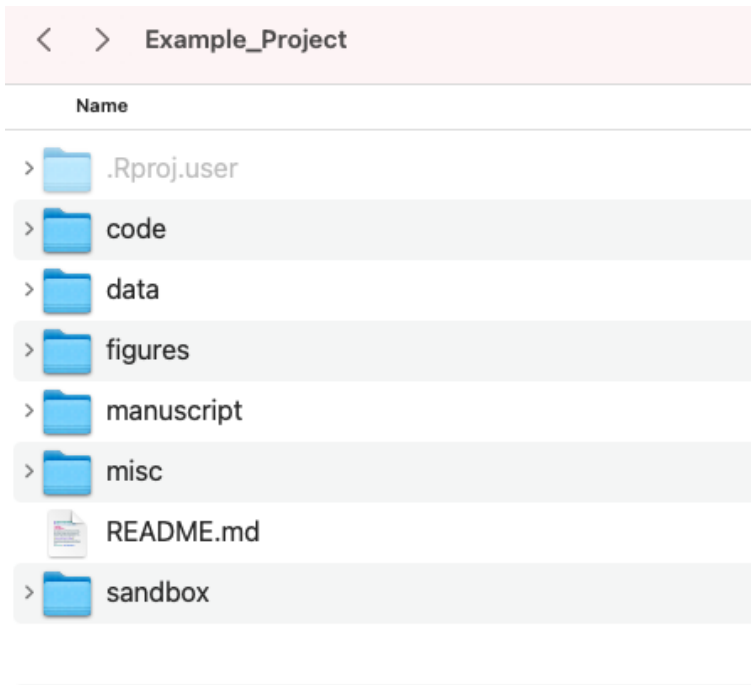 Example_Project
Name
.Rproj.user
code
data
figures
manuscript
misc
README.md
sandbox